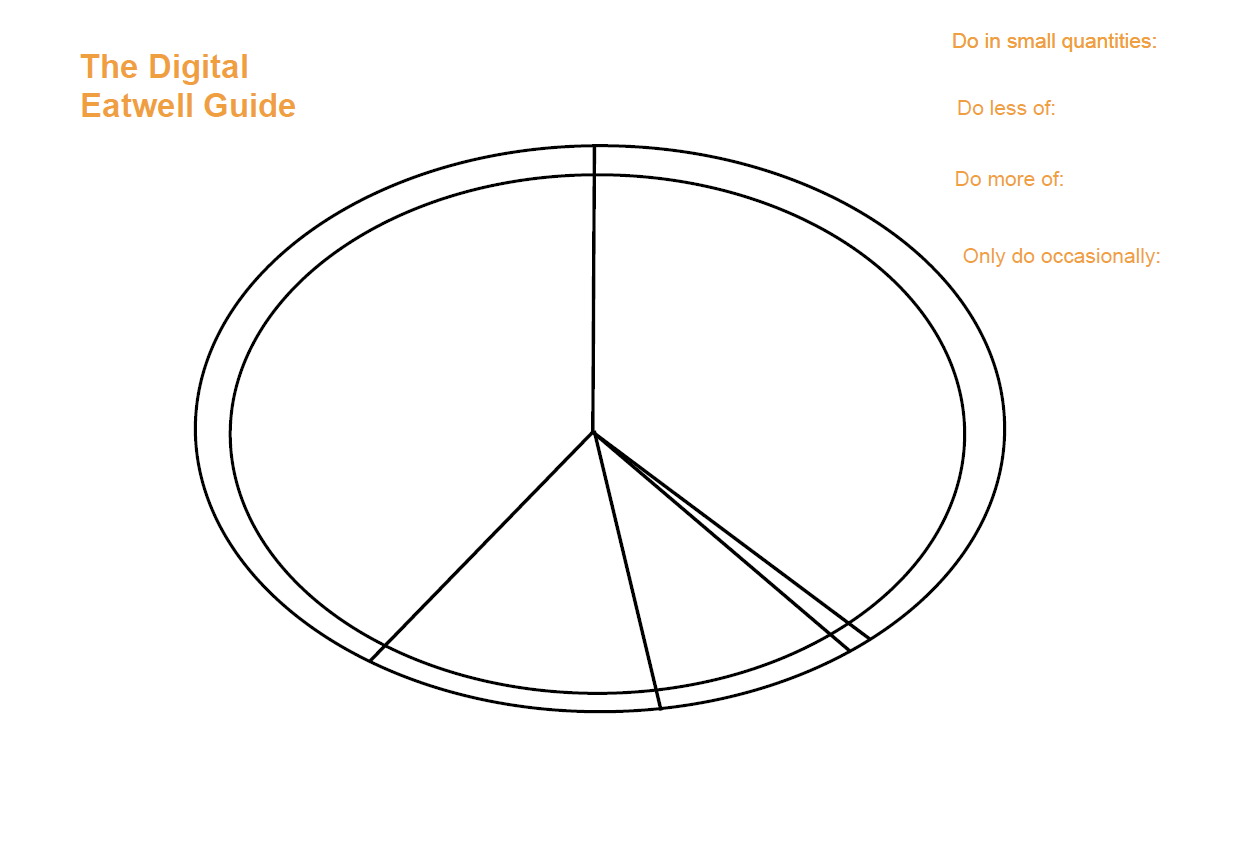 The Digital
Eatwell Guide
Do in small quantities:
Do less of:
Do more of:
Only do occasionally: